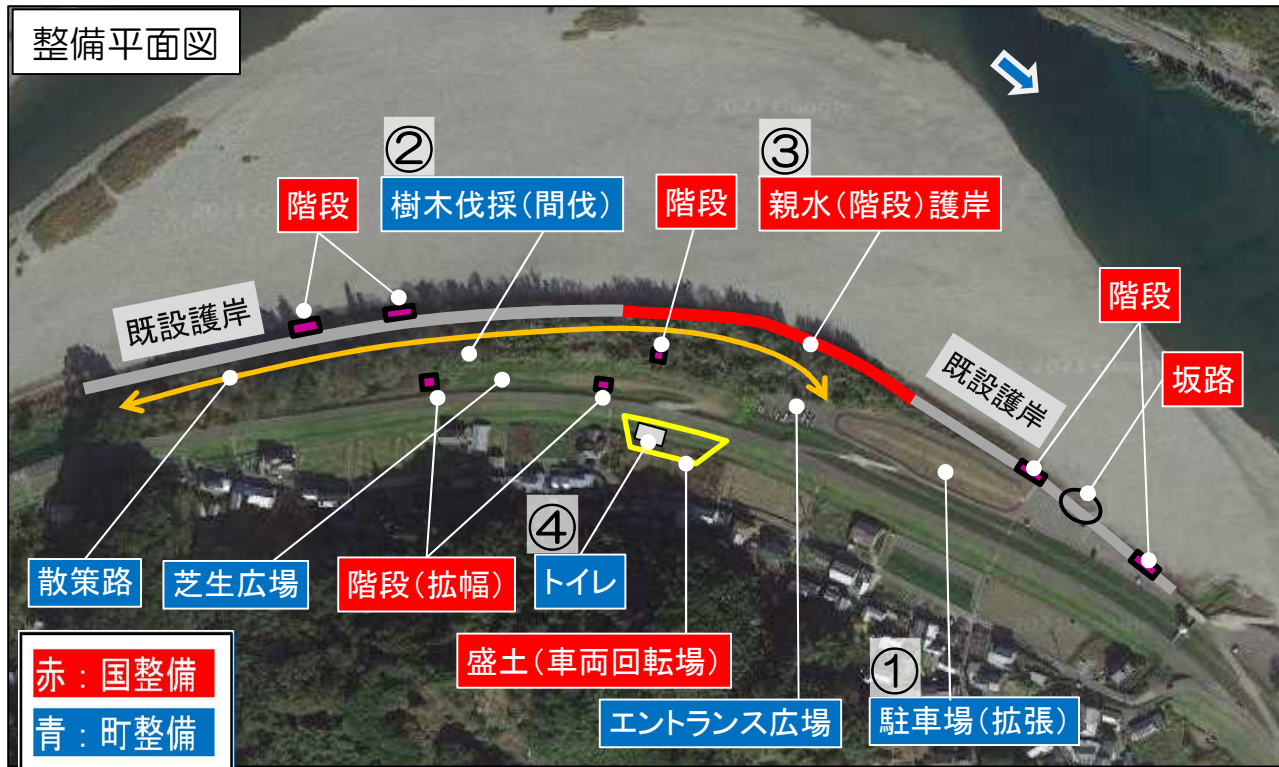 整備平面図
②
③
階段
樹木伐採(間伐)
階段
親水(階段)護岸
階段
既設護岸
既設護岸
坂路
④
散策路
芝生広場
階段(拡幅)
トイレ
盛土(車両回転場)
①
エントランス広場
駐車場(拡張)
赤:国整備
青:町整備